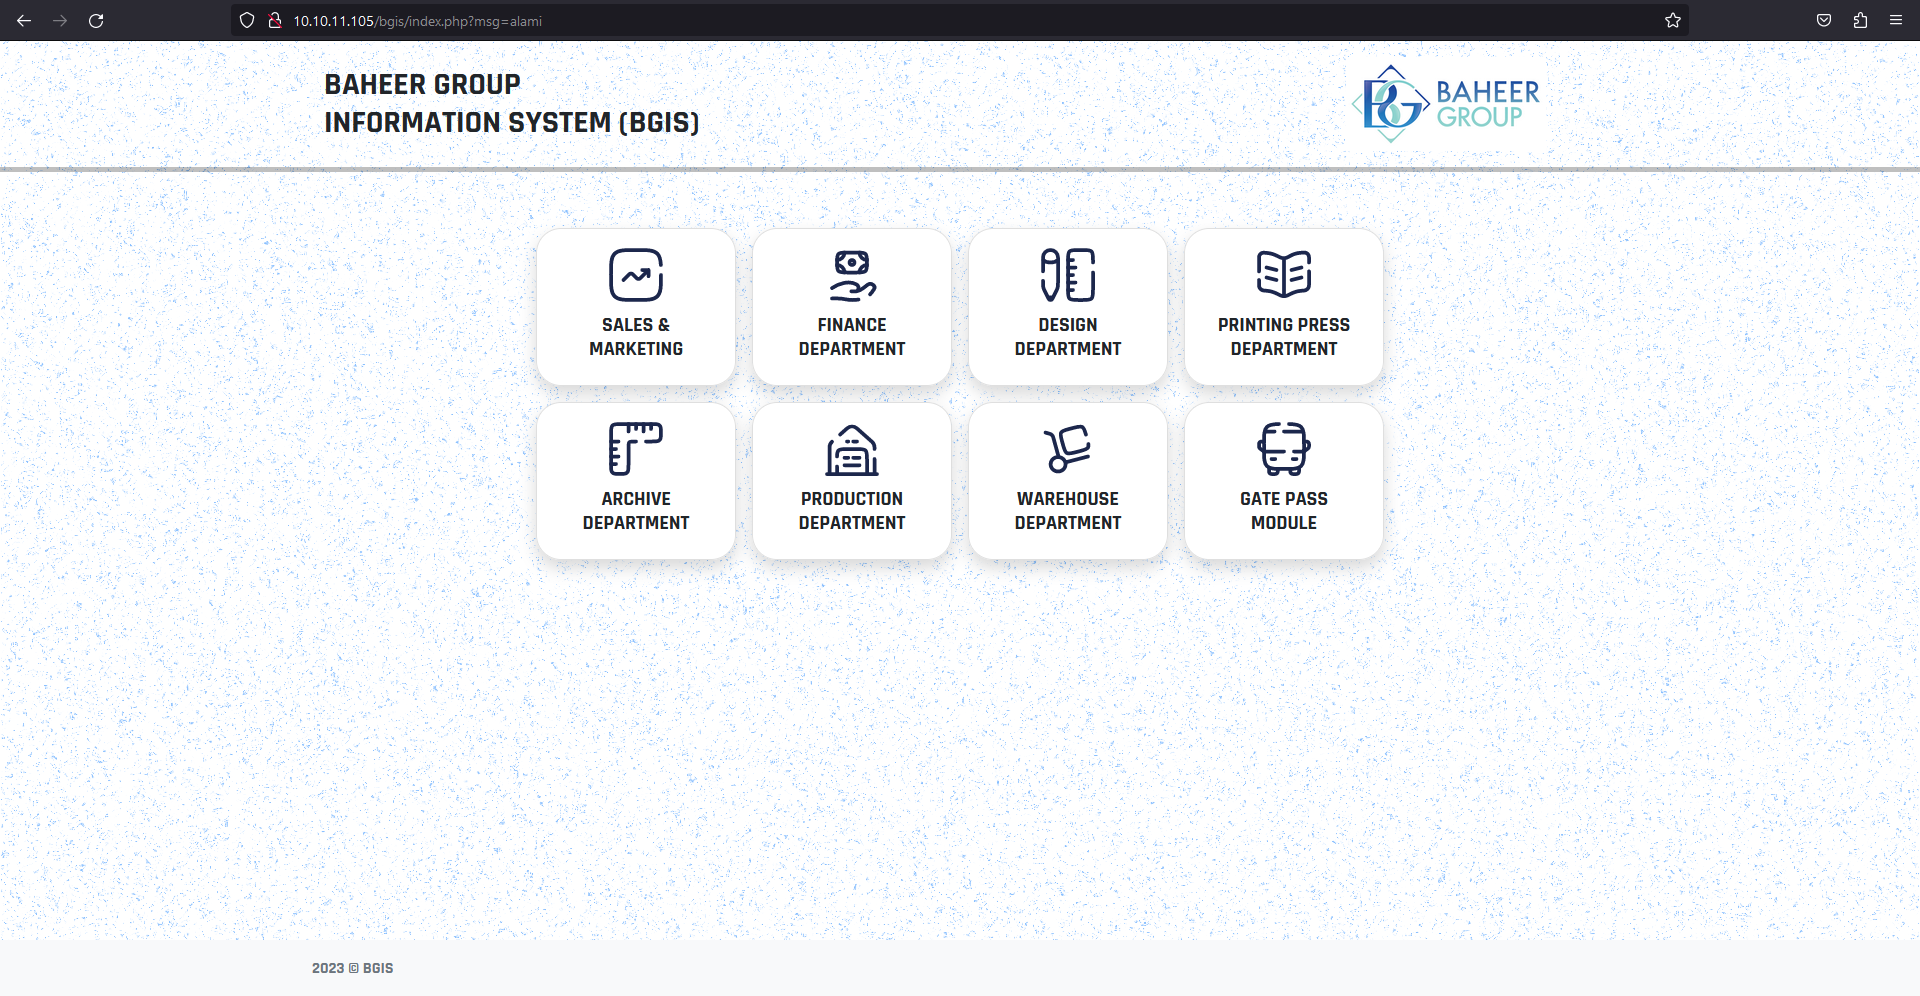 10.10.11.105/bgis/index.php?msg=alami
BAHEER GROUP
INFORMATION SYSTEM (BGIS)
BG BAHEER
GROUP
SALES &
MARKETING
FINANCE
DEPARTMENT
DESIGN
DEPARTMENT
PRINTING PRESS
DEPARTMENT
ARCHIVE
DEPARTMENT
PRODUCTION
DEPARTMENT
WAREHOUSE
DEPARTMENT
GATE PASS
MODULE
2023 © BGIS